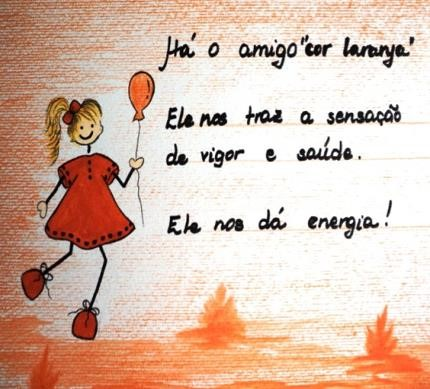 Há o amigo "cor laranja"
Ele nos traz a sensação
de vigor e saúde.
Ele nos dá energia!